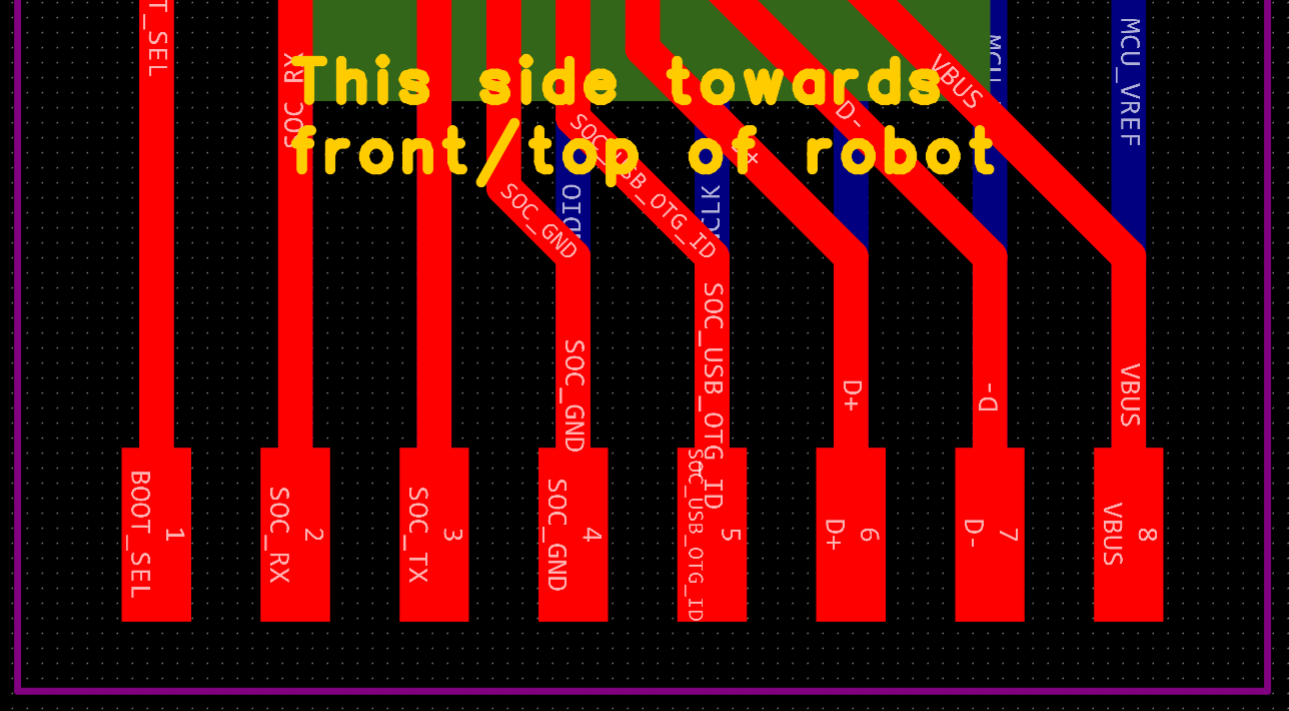 T_SEL
SOC_RX
MCU_VREF
VBUS
D-
This side towards
front/top of robot
SOC_USB_OTG_ID
SOC_GND
SOC_GND
SOC_USB_OTG_ID
D+
D-
VBUS
BOOT_SEL 1
SOC_RX 2
SOC_TX 3
SOC_GND 4
SOC_USB_OTG_ID 5
D+ 6
D- 7
VBUS 8